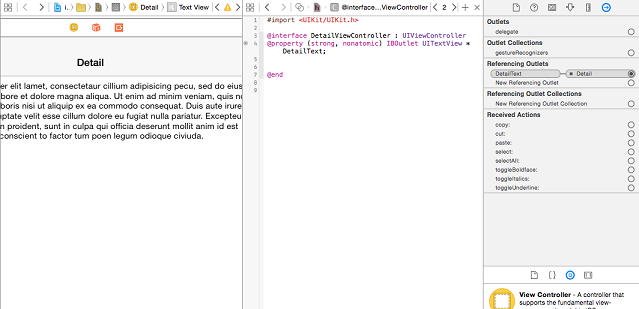 i...
Detail
Text View
Detail
er elit lamet, consectetaur cillium adipisicing pecu, sed do eius
bore et dolore magna aliqua. Ut enim ad minim veniam, quis n
boris nisi ut aliquip ex ea commodo consequat. Duis aute irure
ptate velit esse cillum dolore eu fugiat nulla pariatur. Excepteu
n proident, sunt in culpa qui officia deserunt mollit anim id est
conscient to factor tum poen legum odioque civiuda.
@interface...ViewController
2
1 #import <UIKit/UIKit.h>
2
3 @interface DetailViewController : UIViewController
4 @property (strong, nonatomic) IBOutlet UITextView *
DetailText;
5
6
7 @end
8
9
Outlets
delegate
Outlet Collections
gestureRecognizers
Referencing Outlets
DetailText Detail
New Referencing Outlet
Referencing Outlet Collections
New Referencing Outlet Collection
Received Actions
copy:
cut:
paste:
select:
selectAll:
toggleBoldface:
toggleItalics:
toggleUnderline:
View Controller - A controller that
supports the fundamental view-